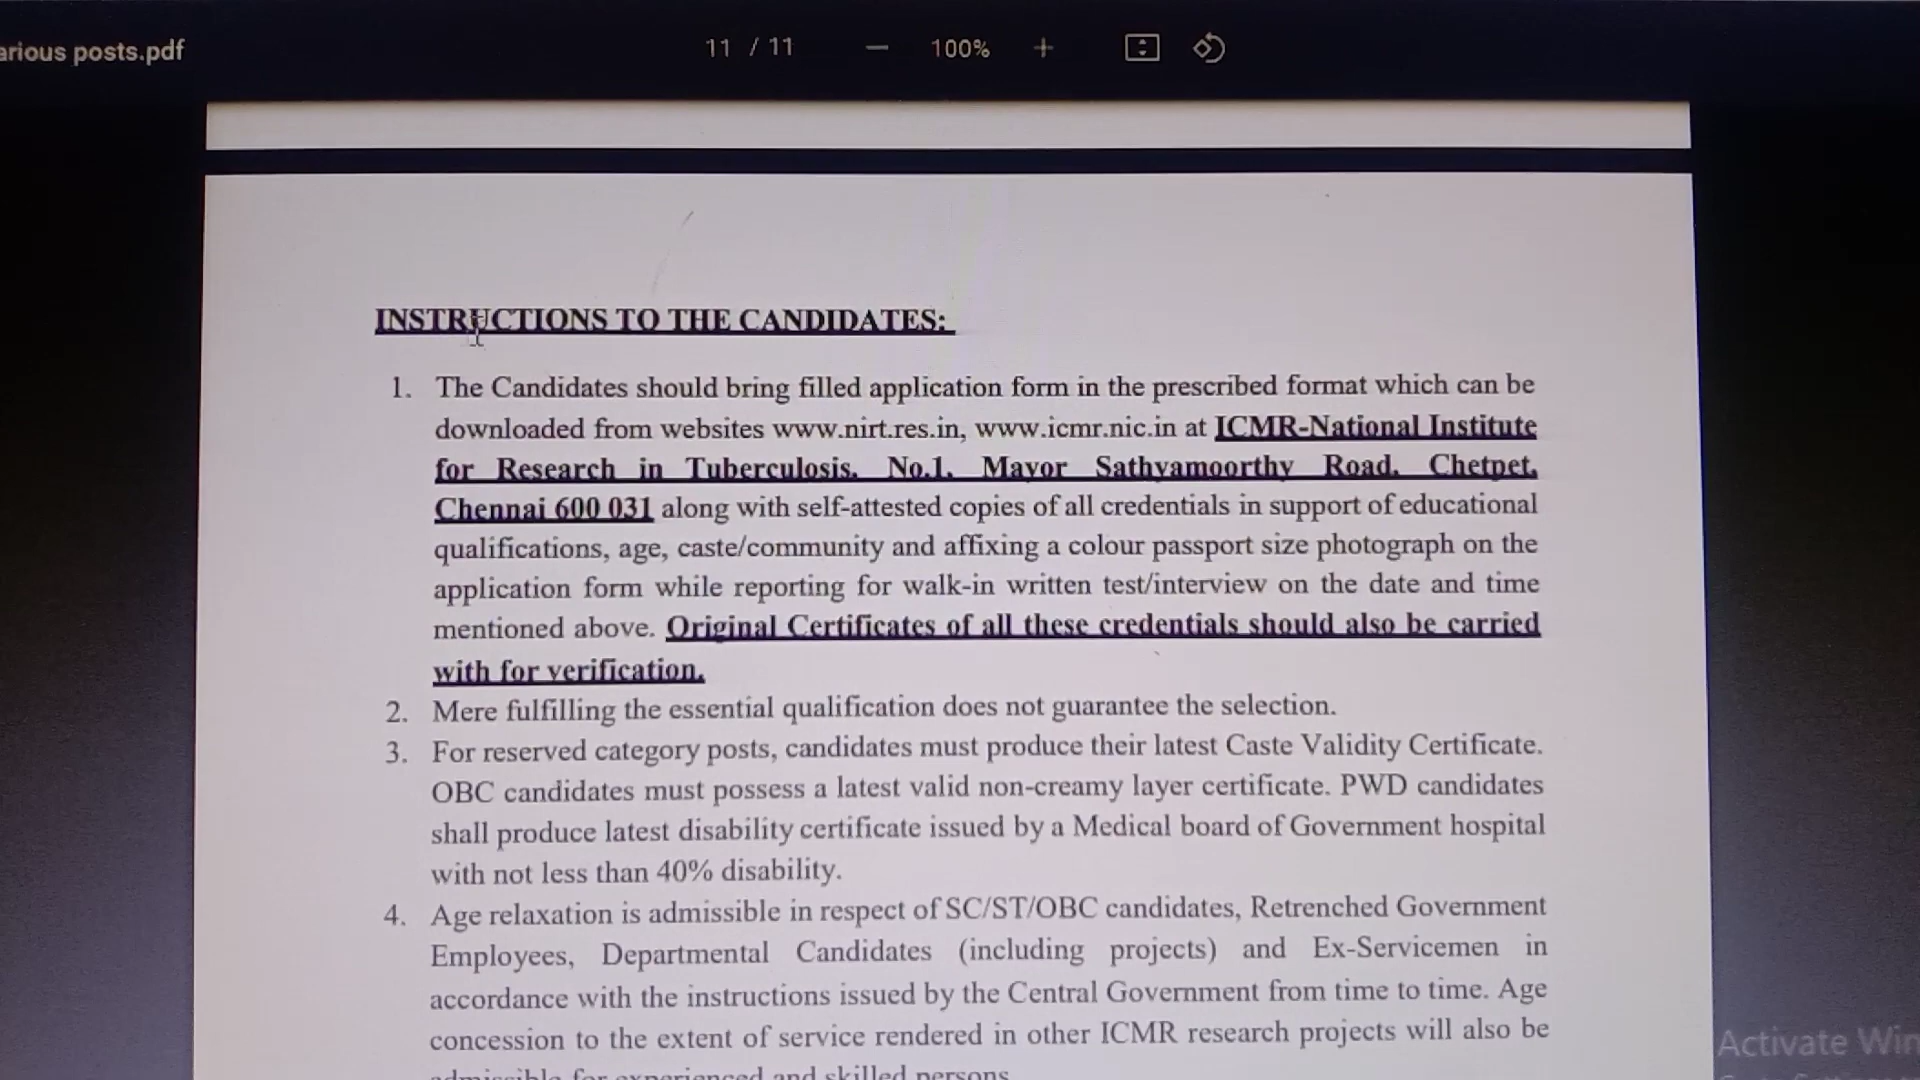 arious posts.pdf
11 / 11
100%
INSTRUCTIONS TO THE CANDIDATES:
1. The Candidates should bring filled application form in the prescribed format which can be
downloaded from websites www.nirt.res.in, www.icmr.nic.in at ICMR-National Institute
for Research in Tuberculosis, No.1, Mayor Sathyamoorthy Road, Chetpet,
Chennai 600 031 along with self-attested copies of all credentials in support of educational
qualifications, age, caste/community and affixing a colour passport size photograph on the
application form while reporting for walk-in written test/interview on the date and time
mentioned above. Original Certificates of all these credentials should also be carried
with for verification.
2. Mere fulfilling the essential qualification does not guarantee the selection.
3. For reserved category posts, candidates must produce their latest Caste Validity Certificate.
OBC candidates must possess a latest valid non-creamy layer certificate. PWD candidates
shall produce latest disability certificate issued by a Medical board of Government hospital
with not less than 40% disability.
4. Age relaxation is admissible in respect of SC/ST/OBC candidates, Retrenched Government
Employees, Departmental Candidates (including projects) and Ex-Servicemen in
accordance with the instructions issued by the Central Government from time to time. Age
concession to the extent of service rendered in other ICMR research projects will also be
admissible for experienced and skilled persons.
Activate Win